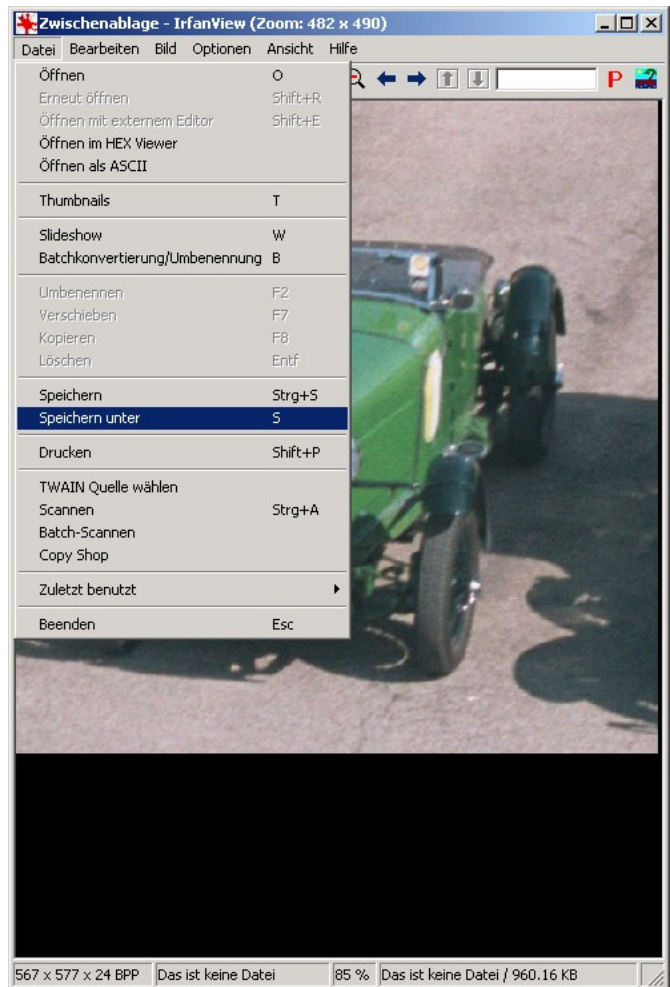 Zwischenablage - IrfanView (Zoom: 482 x 490)
Datei Bearbeiten Bild Optionen Ansicht Hilfe
P
Öffnen O
Erneut öffnen Shift+R
Öffnen mit externem Editor Shift+E
Öffnen im HEX Viewer
Öffnen als ASCII
Thumbnails T
Slideshow W
Batchkonvertierung/Umbenennung B
Umbenennen F2
Verschieben F7
Kopieren F8
Löschen Entf
Speichern Strg+S
Speichern unter S
Drucken Shift+P
TWAIN Quelle wählen
Scannen Strg+A
Batch-Scannen
Copy Shop
Zuletzt benutzt
Beenden Esc
567 x 577 x 24 BPP Das ist keine Datei 85 % Das ist keine Datei / 960.16 KB